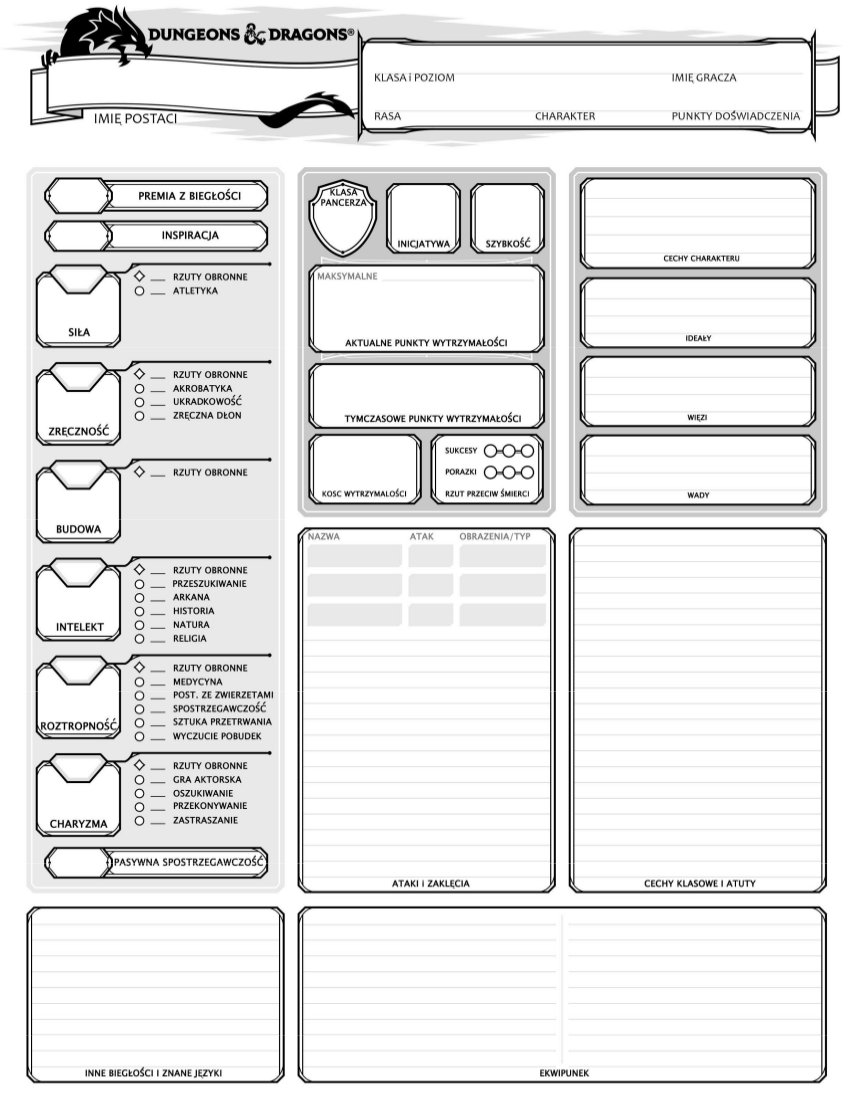 DUNGEONS & DRAGONS®
KLASA i POZIOM
IMIĘ GRACZA
IMIĘ POSTACI
RASA
CHARAKTER
PUNKTY DOŚWIADCZENIA
PREMIA Z BIEGŁOŚCI
INSPIRACJA
RZUTY OBRONNE
ATLETYKA
SIŁA
RZUTY OBRONNE
AKROBATYKA
UKRADKOWOŚĆ
ZRĘCZNA DŁON
ZRĘCZNOŚĆ
RZUTY OBRONNE
BUDOWA
RZUTY OBRONNE
PRZESZUKIWANIE
ARKANA
HISTORIA
NATURA
RELIGIA
INTELEKT
RZUTY OBRONNE
MEDYCYNA
POST. ZE ZWIERZETAMI
SPOSTRZEGAWCZOŚĆ
SZTUKA PRZETRWANIA
WYCZUCIE POBUDEK
ROZTROPNOŚĆ
RZUTY OBRONNE
GRA AKTORSKA
OSZUKIWANIE
PRZEKONYWANIE
ZASTRASZANIE
CHARYZMA
PASYWNA SPOSTRZEGAWCZOŚĆ
KLASA
PANCERZA
INICJATYWA
SZYBKOŚĆ
MAKSYMALNE
AKTUALNE PUNKTY WYTRZYMAŁOŚCI
TYMCZASOWE PUNKTY WYTRZYMAŁOŚCI
KOSC WYTRZYMALOŚCI
SUKCESY
PORAZKI
RZUT PRZECIW ŚMIERCI
CECHY CHARAKTERU
IDEAŁY
WIĘZI
WADY
NAZWA
ATAK
OBRAZENIA/TYP
ATAKI i ZAKLĘCIA
CECHY KLASOWE I ATUTY
INNE BIEGŁOŚCI I ZNANE JĘZYKI
EKWIPUNEK